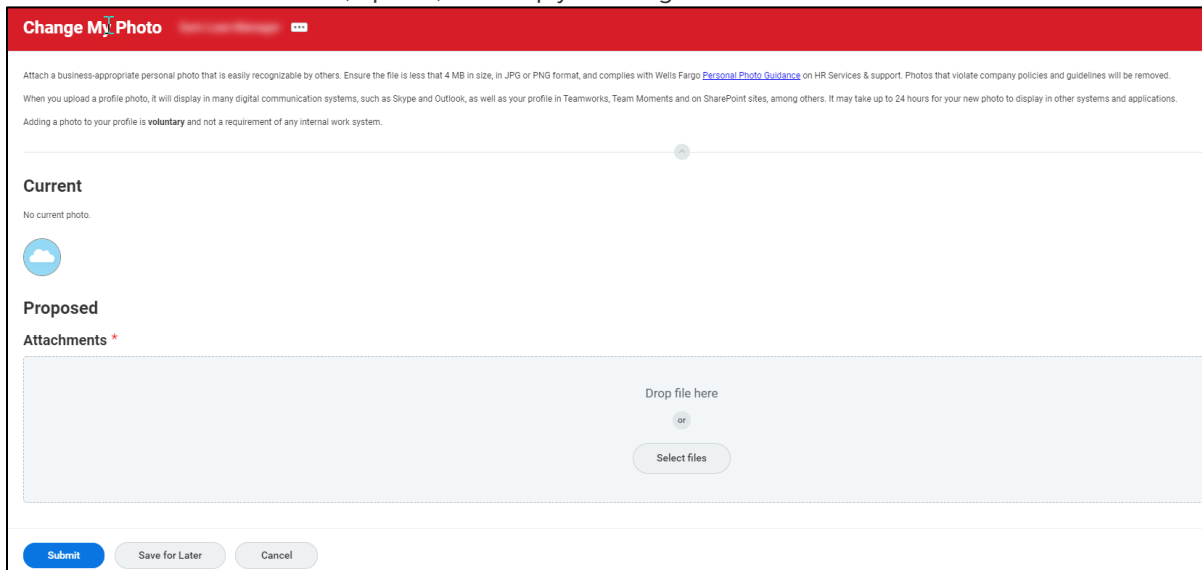 Change My Photo
Attach a business-appropriate personal photo that is easily recognizable by others. Ensure the file is less that 4 MB in size, in JPG or PNG format, and complies with Wells Fargo Personal Photo Guidance on HR Services & support. Photos that violate company policies and guidelines will be removed.
When you upload a profile photo, it will display in many digital communication systems, such as Skype and Outlook, as well as your profile in Teamworks, Team Moments and on SharePoint sites, among others. It may take up to 24 hours for your new photo to display in other systems and applications.
Adding a photo to your profile is voluntary and not a requirement of any internal work system.
Current
No current photo.
Proposed
Attachments *
Drop file here
or
Select files
Submit Save for Later Cancel